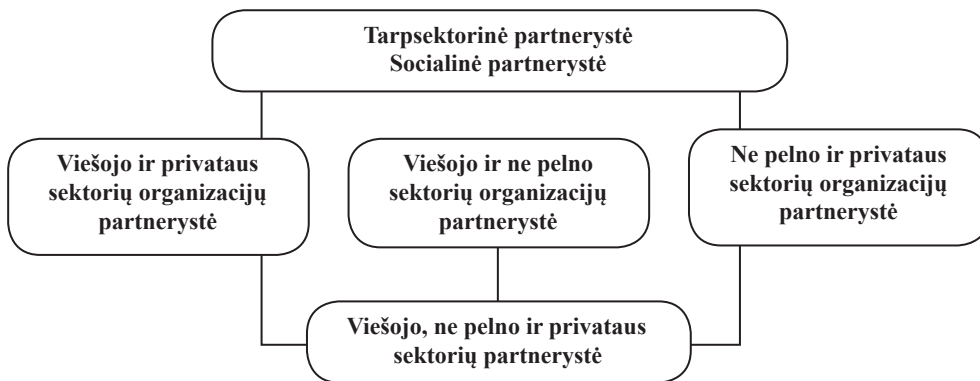 Tarpsektorinė partnerystė
Socialinė partnerystė
Viešojo ir privataus
sektorių organizacijų
partnerystė
Viešojo ir ne pelno
sektorių organizacijų
partnerystė
Ne pelno ir privataus
sektorių organizacijų
partnerystė
Viešojo, ne pelno ir privataus
sektorių partnerystė